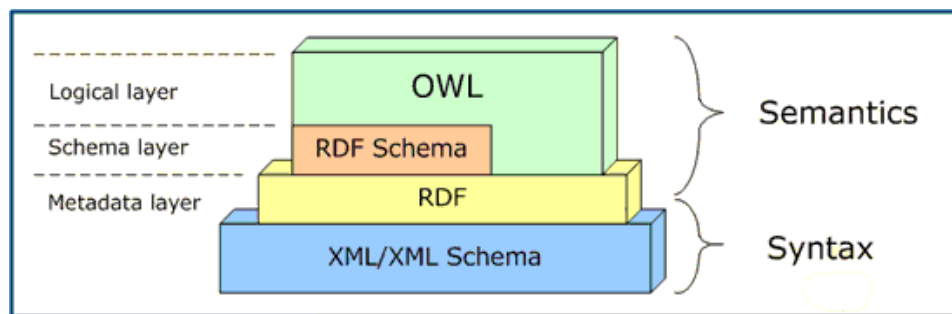 Logical layer
Schema layer
Metadata layer
OWL
RDF Schema
RDF
XML/XML Schema
Semantics
Syntax